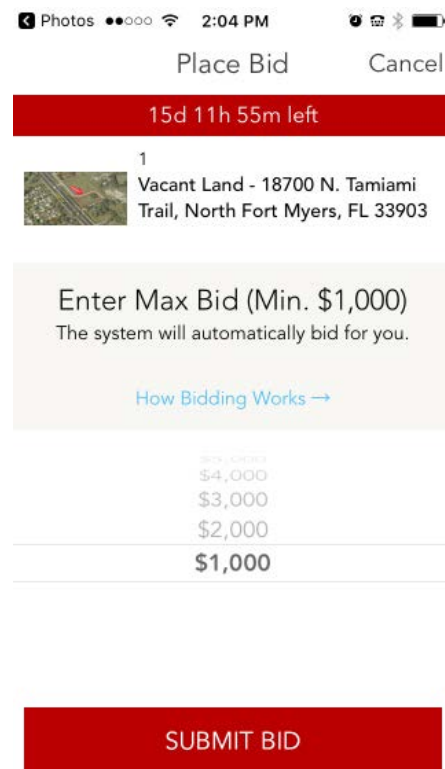 Photos 2:04 PM
Place Bid Cancel
15d 11h 55m left
1
Vacant Land - 18700 N. Tamiami
Trail, North Fort Myers, FL 33903
Enter Max Bid (Min. $1,000)
The system will automatically bid for you.
How Bidding Works →
$5,000
$4,000
$3,000
$2,000
$1,000
SUBMIT BID